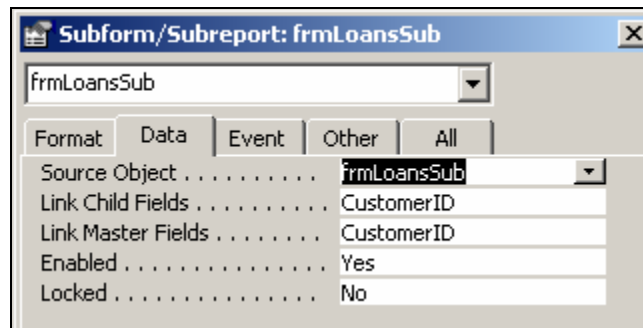 Subform/Subreport: frmLoansSub
frmLoansSub
Format Data Event Other All
Source Object . . . . . . . . . . frmLoansSub
Link Child Fields . . . . . . . . . . CustomerID
Link Master Fields . . . . . . . . CustomerID
Enabled . . . . . . . . . . . . . . . . Yes
Locked . . . . . . . . . . . . . . . . . No